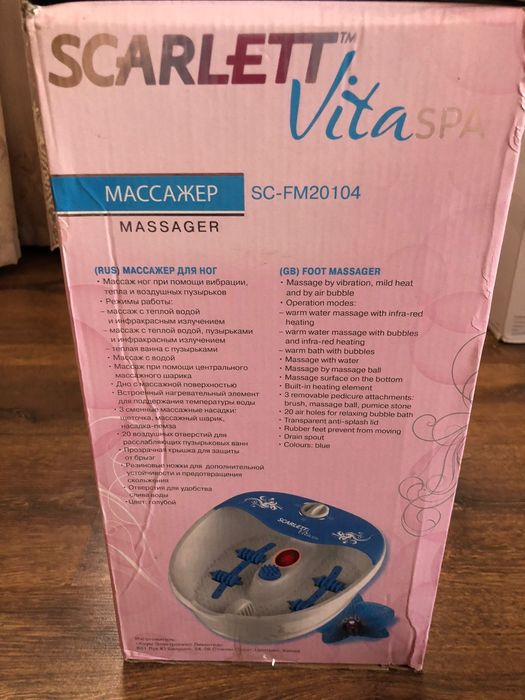 SCARLETT™
Vita SPA
МАССАЖЕР SC-FM20104
MASSAGER
(RUS) МАССАЖЕР ДЛЯ НОГ
• Массаж ног при помощи вибрации,
тепла и воздушных пузырьков
• Режимы работы:
– массаж с теплой водой
и инфракрасным излучением
– массаж с теплой водой, пузырьками
и инфракрасным излучением
– теплая ванна с пузырьками
• Массаж с водой
• Массаж при помощи центрального
массажного шарика
• Дно с массажной поверхностью
• Встроенный нагревательный элемент
для поддержания температуры воды
• 3 сменные массажные насадки:
щеточка, массажный шарик,
насадка-пемза
• 20 воздушных отверстий для
расслабляющих пузырьковых ванн
• Прозрачная крышка для защиты
от брызг
• Резиновые ножки для дополнительной
устойчивости и предотвращения
скольжения
• Отверстия для удобства
слива воды
• Цвет: голубой
(GB) FOOT MASSAGER
• Massage by vibration, mild heat
and by air bubble
• Operation modes:
– warm water massage with infra-red
heating
– warm water massage with bubbles
and infra-red heating
– warm bath with bubbles
• Massage with water
• Massage by massage ball
• Massage surface on the bottom
• Built-in heating element
• 3 removable pedicure attachments:
brush, massage ball, pumice stone
• 20 air holes for relaxing bubble bath
• Transparent anti-splash lid
• Rubber feet prevent from moving
• Drain spout
• Colours: blue
SCARLETT